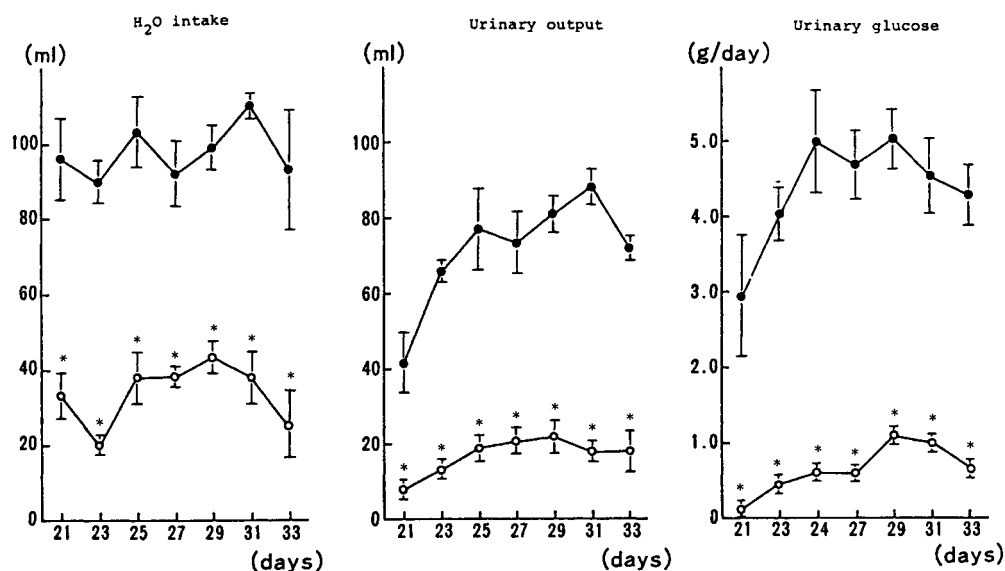 H₂O intake
(ml)
100
80
60
40
20
0
* * * * * * *
21 23 25 27 29 31 33
(days)
Urinary output
(ml)
100
80
60
40
20
0
* * * * * * *
21 23 25 27 29 31 33
(days)
Urinary glucose
(g/day)
5.0
4.0
3.0
2.0
1.0
0
* * * * * * *
21 23 24 27 29 31 33
(days)